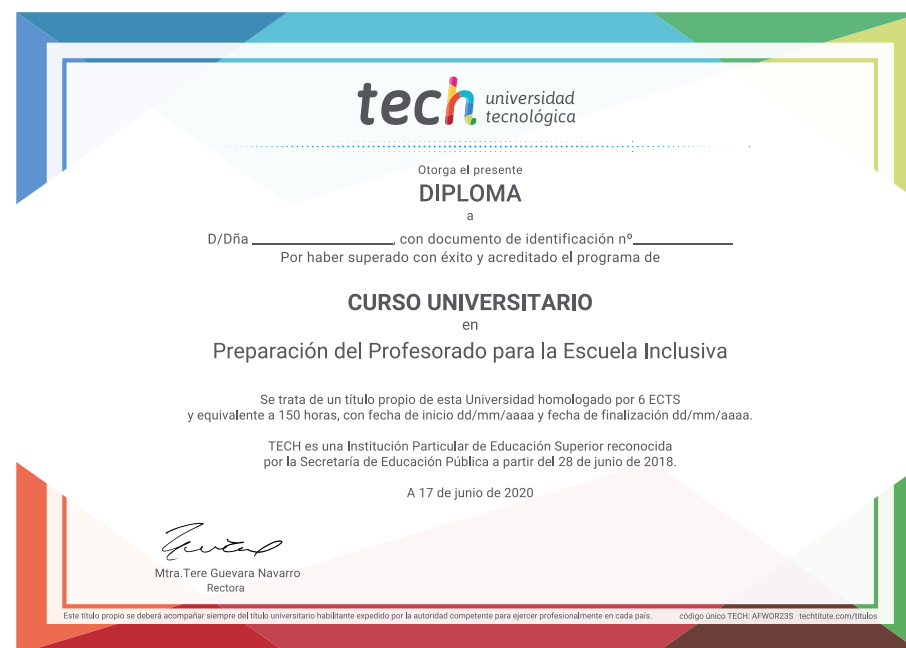 tech universidad
tecnológica
Otorga el presente
DIPLOMA
a
D/Dña ____________, con documento de identificación nº____________
Por haber superado con éxito y acreditado el programa de
CURSO UNIVERSITARIO
en
Preparación del Profesorado para la Escuela Inclusiva
Se trata de un título propio de esta Universidad homologado por 6 ECTS
y equivalente a 150 horas, con fecha de inicio dd/mm/aaaa y fecha de finalización dd/mm/aaaa.
TECH es una Institución Particular de Educación Superior reconocida
por la Secretaría de Educación Pública a partir del 28 de junio de 2018.
A 17 de junio de 2020
Mtra.Tere Guevara Navarro
Rectora
Este título propio se deberá acompañar siempre del título universitario habilitante expedido por la autoridad competente para ejercer profesionalmente en cada país. código único TECH: AFWOR23S techtitute.com/titulos